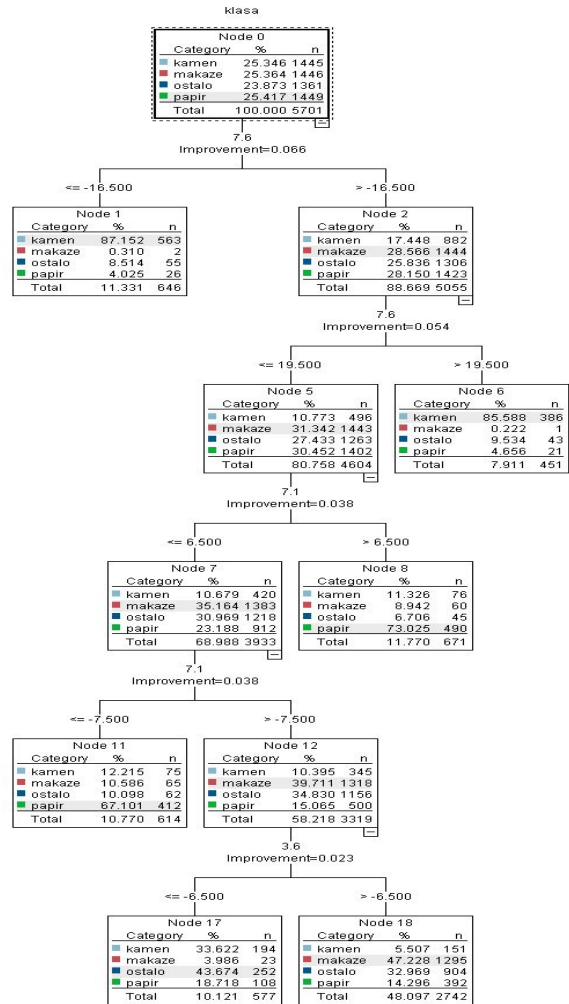 klasa
Node 0
Category % n
kamen 25.346 1445
makaze 25.364 1446
ostalo 23.873 1361
papir 25.417 1449
Total 100.000 5701
7.6
Improvement=0.066
<= -16.500
> -16.500
Node 1
Category % n
kamen 87.152 563
makaze 0.310 2
ostalo 8.514 55
papir 4.025 26
Total 11.331 646
Node 2
Category % n
kamen 17.448 882
makaze 28.566 1444
ostalo 25.836 1306
papir 28.150 1423
Total 88.669 5055
7.6
Improvement=0.054
<= 19.500
> 19.500
Node 5
Category % n
kamen 10.773 496
makaze 31.342 1443
ostalo 27.433 1263
papir 30.452 1402
Total 80.758 4604
Node 6
Category % n
kamen 85.588 386
makaze 0.222 1
ostalo 9.534 43
papir 4.656 21
Total 7.911 451
7.1
Improvement=0.038
<= 6.500
> 6.500
Node 7
Category % n
kamen 10.679 420
makaze 35.164 1383
ostalo 30.969 1218
papir 23.188 912
Total 68.988 3933
Node 8
Category % n
kamen 11.326 76
makaze 8.942 60
ostalo 6.706 45
papir 73.025 490
Total 11.770 671
7.1
Improvement=0.038
<= -7.500
> -7.500
Node 11
Category % n
kamen 12.215 75
makaze 10.586 65
ostalo 10.098 62
papir 67.101 412
Total 10.770 614
Node 12
Category % n
kamen 10.395 345
makaze 39.711 1318
ostalo 34.830 1156
papir 15.065 500
Total 58.218 3319
3.6
Improvement=0.023
<= -6.500
> -6.500
Node 17
Category % n
kamen 33.622 194
makaze 3.986 23
ostalo 43.674 252
papir 18.718 108
Total 10.121 577
Node 18
Category % n
kamen 5.507 151
makaze 47.228 1295
ostalo 32.969 904
papir 14.296 392
Total 48.097 2742